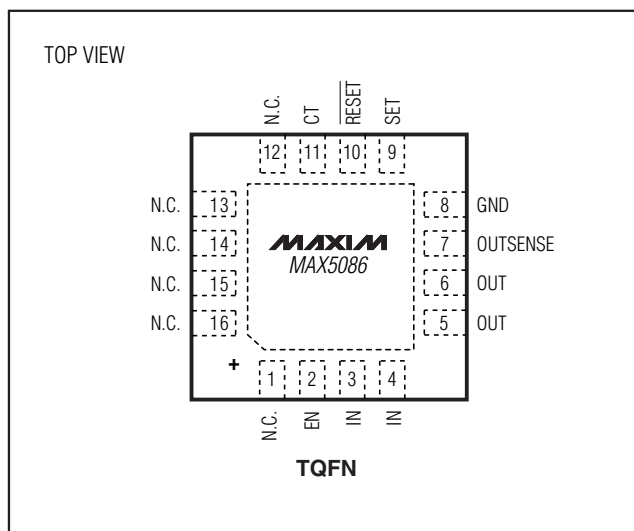 TOP VIEW
N.C.
CT
RESET
SET
12
11
10
9
N.C. 13
8 GND
N.C. 14
7 OUTSENSE
N.C. 15
6 OUT
N.C. 16
5 OUT
MAXIM
MAX5086
+
1
2
3
4
N.C.
EN
IN
IN
TQFN